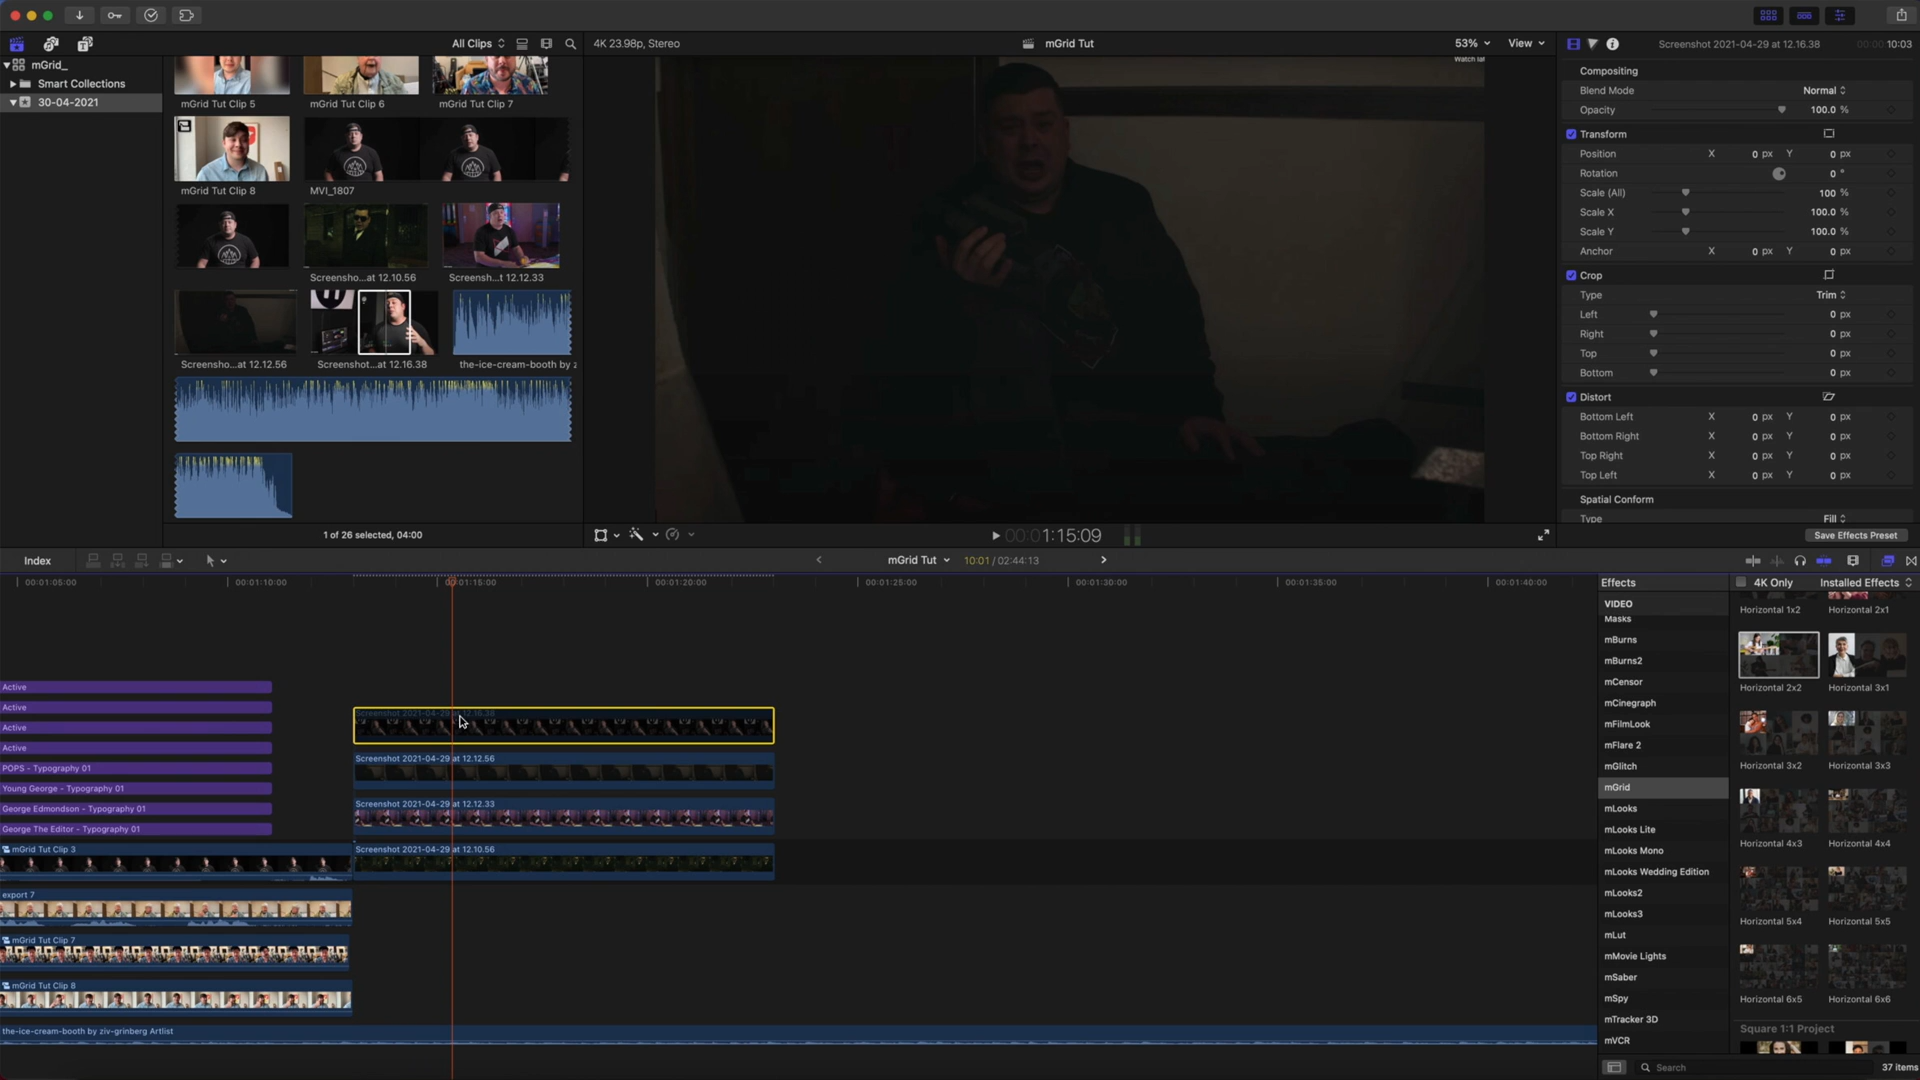 All Clips
4K 23.98p, Stereo
mGrid Tut
53%
View
Screenshot 2021-04-29 at 12.16.38
00:00:10:03
mGrid_
Smart Collections
30-04-2021
mGrid Tut Clip 5
mGrid Tut Clip 6
mGrid Tut Clip 7
mGrid Tut Clip 8
MVI_1807
Screensho...at 12.10.56
Screensh...t 12.12.33
Screensho...at 12.12.56
Screenshot...at 12.16.38
the-ice-cream-booth by z
1 of 26 selected, 04:00
00:00:1:15:09
Compositing
Blend Mode
Normal
Opacity
100.0 %
Transform
Position X 0 px Y 0 px
Rotation 0 °
Scale (All) 100 %
Scale X 100.0 %
Scale Y 100.0 %
Anchor X 0 px Y 0 px
Crop
Type Trim
Left 0 px
Right 0 px
Top 0 px
Bottom 0 px
Distort
Bottom Left X 0 px Y 0 px
Bottom Right X 0 px Y 0 px
Top Right X 0 px Y 0 px
Top Left X 0 px Y 0 px
Spatial Conform
Type Fill
Save Effects Preset
Index
mGrid Tut
10:01 / 02:44:13
00:01:05:00
00:01:10:00
00:01:15:00
00:01:20:00
00:01:25:00
00:01:30:00
00:01:35:00
00:01:40:00
Active
Active
Active
Active
POPS - Typography 01
Young George - Typography 01
George Edmondson - Typography 01
George The Editor - Typography 01
mGrid Tut Clip 3
export 7
mGrid Tut Clip 7
mGrid Tut Clip 8
the-ice-cream-booth by ziv-grinberg Artlist
Screenshot 2021-04-29 at 12.16.38
Screenshot 2021-04-29 at 12.12.56
Screenshot 2021-04-29 at 12.12.33
Screenshot 2021-04-29 at 12.10.56
Effects
4K Only
Installed Effects
VIDEO
Masks
mBurns
mBurns2
mCensor
mCinegraph
mFilmLook
mFlare 2
mGlitch
mGrid
mLooks
mLooks Lite
mLooks Mono
mLooks Wedding Edition
mLooks2
mLooks3
mLut
mMovie Lights
mSaber
mSpy
mTracker 3D
mVCR
Horizontal 1x2
Horizontal 2x1
Horizontal 2x2
Horizontal 3x1
Horizontal 3x2
Horizontal 3x3
Horizontal 4x3
Horizontal 4x4
Horizontal 5x4
Horizontal 5x5
Horizontal 6x5
Horizontal 6x6
Square 1:1 Project
Search
37 items